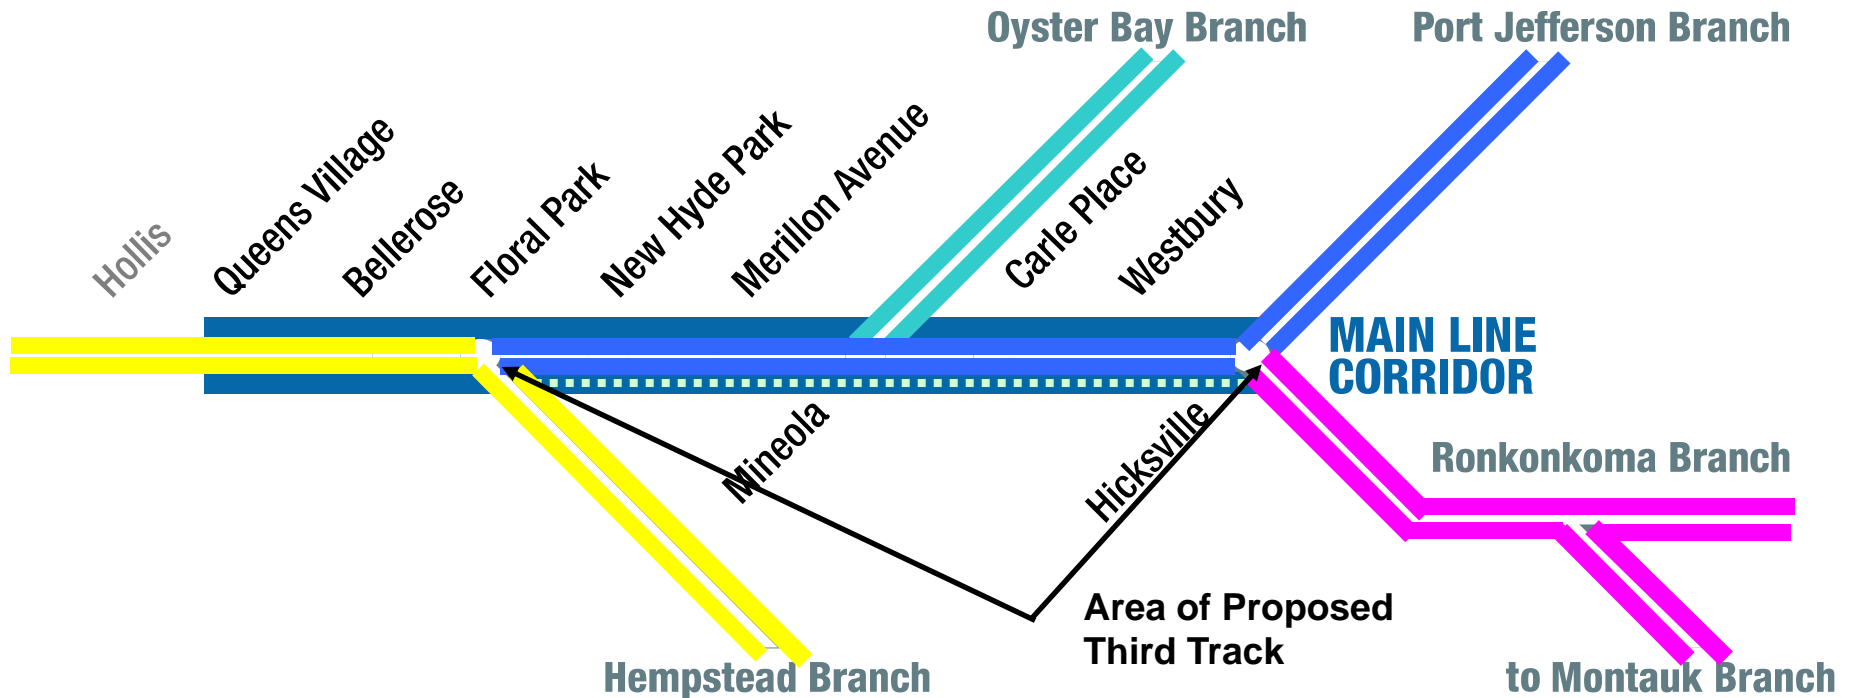 Oyster Bay Branch
Port Jefferson Branch
Hollis
Queens Village
Bellerose
Floral Park
New Hyde Park
Merillon Avenue
Carle Place
Westbury
MAIN LINE
CORRIDOR
Mineola
Hicksville
Ronkonkoma Branch
Area of Proposed
Third Track
Hempstead Branch
to Montauk Branch